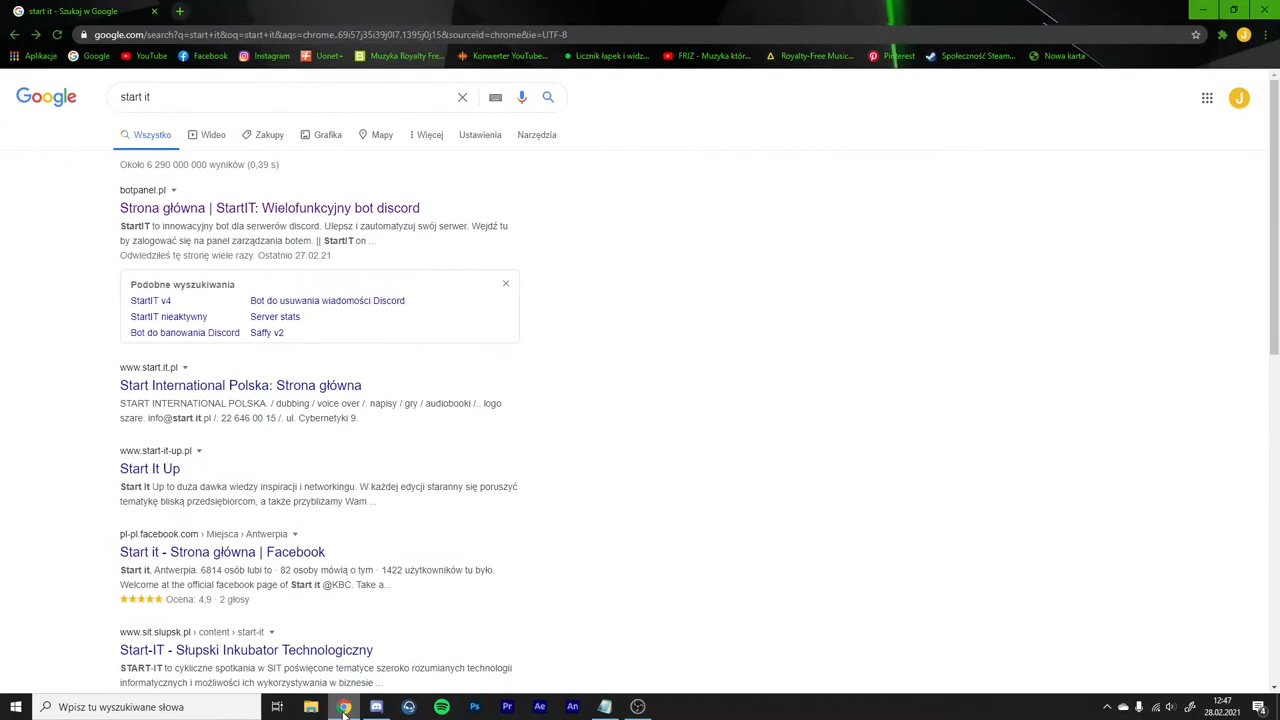 start it - Szukaj w Google
google.com/search?q=start+it&oq=start+it&aqs=chrome..69i57j35i39j0l7.1395j0j15&sourceid=chrome&ie=UTF-8
Aplikacje Google YouTube Facebook Instagram Uonet+ Muzyka Royalty Fre... Konwerter YouTube... Licznik łapek i widz... FRIZ - Muzyka któr... Royalty-Free Music... Pinterest Społeczność Steam... Nowa karta
Google start it J
Wszystko Wideo Zakupy Grafika Mapy Więcej Ustawienia Narzędzia
Około 6 290 000 000 wyników (0,39 s)
botpanel.pl
Strona główna | StartIT: Wielofunkcyjny bot discord
StartIT to innowacyjny bot dla serwerów discord. Ulepsz i zautomatyzuj swój serwer. Wejdź tu
by zalogować się na panel zarządzania botem. || StartIT on ...
Odwiedziłeś tę stronę wiele razy. Ostatnio 27.02.21
Podobne wyszukiwania
StartIT v4 Bot do usuwania wiadomości Discord
StartIT nieaktywny Server stats
Bot do banowania Discord Saffy v2
www.start.it.pl
Start International Polska: Strona główna
START INTERNATIONAL POLSKA. / dubbing / voice over /. napisy / gry / audiobooki /.. logo
szare. info@start.it.pl /. 22 646 00 15 /. ul. Cybernetyki 9.
www.start-it-up.pl
Start It Up
Start It Up to duża dawka wiedzy inspiracji i networkingu. W każdej edycji staranny się poruszyć
tematykę bliską przedsiębiorcom, a także przybliżamy Wam ...
pl-pl.facebook.com › Miejsca › Antwerpia
Start it - Strona główna | Facebook
Start it, Antwerpia. 6814 osób lubi to · 82 osoby mówią o tym · 1422 użytkowników tu było.
Welcome at the official facebook page of Start it @KBC. Take a...
Ocena: 4,9 · 2 głosy
www.sit.slupsk.pl › content › start-it
Start-IT - Słupski Inkubator Technologiczny
START-IT to cykliczne spotkania w SIT poświęcone tematyce szeroko rozumianych technologii
informatycznych i możliwości ich wykorzystywania w biznesie ...
Wpisz tu wyszukiwane słowa Ps Pr Ae An 12:47
28.02.2021 4